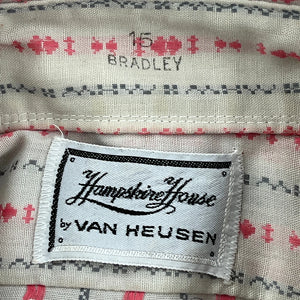 15
BRADLEY
Hampshire House
by VAN HEUSEN